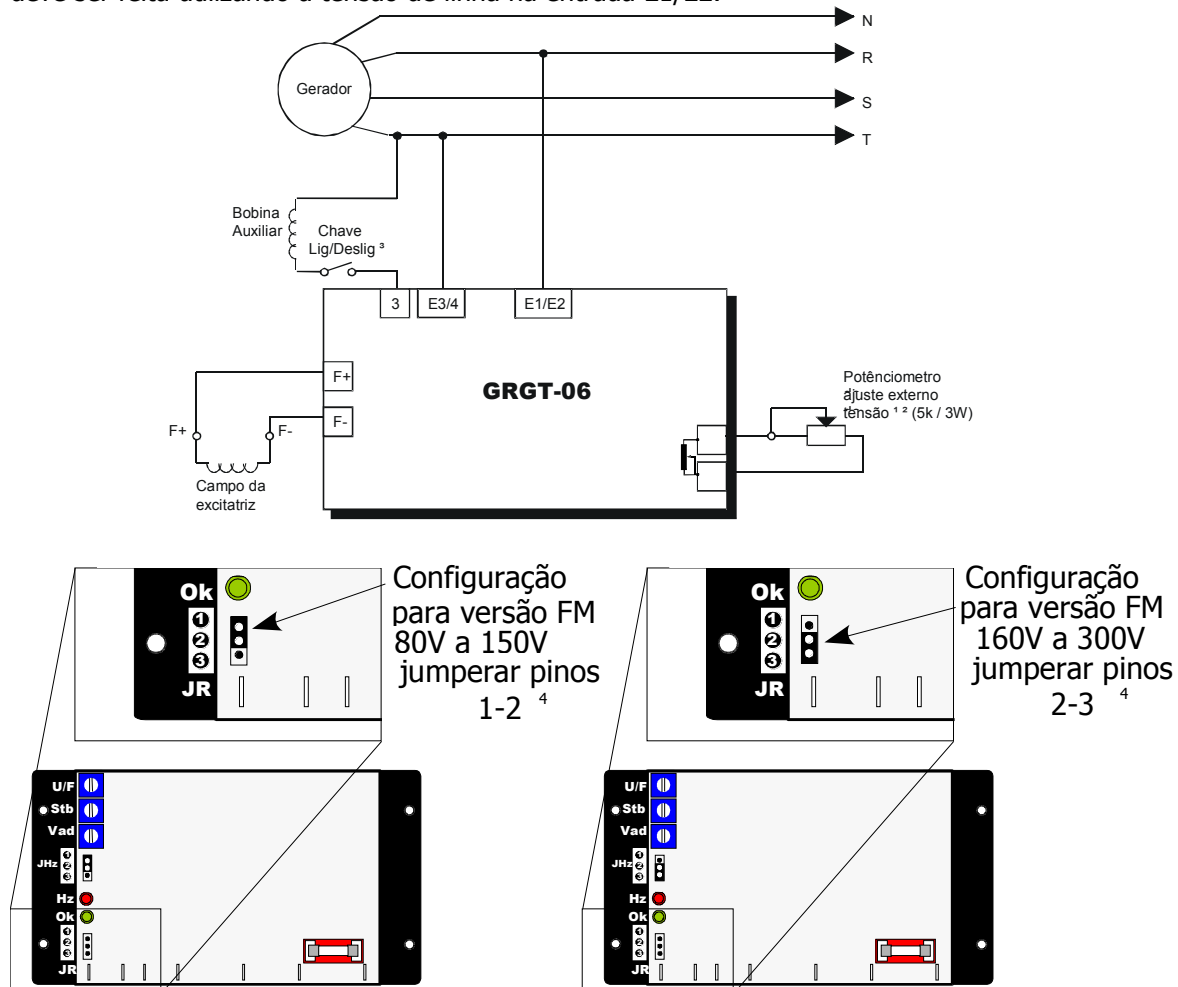 N
R
Gerador
S
T
Bobina
Auxiliar
Chave
Lig/Deslig ³
3
E3/4
E1/E2
F+
GRGT-06
F-
F+
F-
Campo da
excitatriz
Potênciometro
ajuste externo
tensão ¹ ² (5k / 3W)
Ok
1
2
3
JR
Configuração
para versão FM
80V a 150V
jumperar pinos
1-2 ⁴
Ok
1
2
3
JR
Configuração
para versão FM
160V a 300V
jumperar pinos
2-3 ⁴
U/F
Stb
Vad
JHz
1
2
3
Hz
Ok
1
2
3
JR
U/F
Stb
Vad
JHz
1
2
3
Hz
Ok
1
2
3
JR